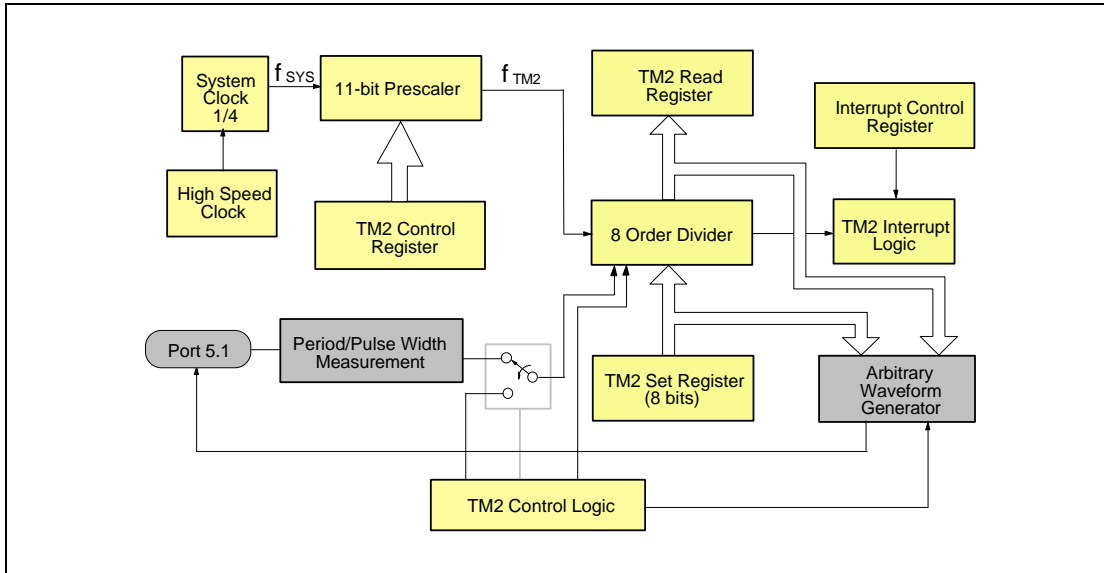 System
Clock
1/4
f SYS
11-bit Prescaler
f TM2
TM2 Read
Register
Interrupt Control
Register
High Speed
Clock
TM2 Control
Register
8 Order Divider
TM2 Interrupt
Logic
Port 5.1
Period/Pulse Width
Measurement
TM2 Set Register
(8 bits)
Arbitrary
Waveform
Generator
TM2 Control Logic